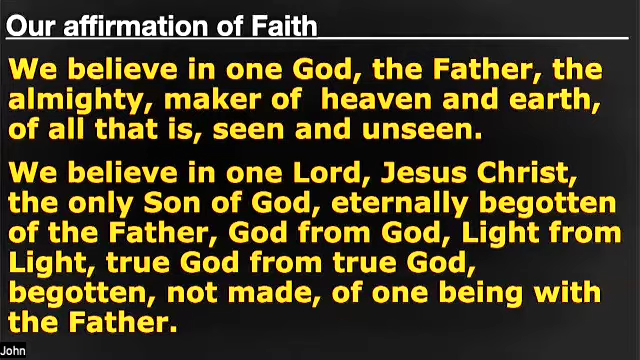 Our affirmation of Faith
We believe in one God, the Father, the
almighty, maker of heaven and earth,
of all that is, seen and unseen.
We believe in one Lord, Jesus Christ,
the only Son of God, eternally begotten
of the Father, God from God, Light from
Light, true God from true God,
begotten, not made, of one being with
the Father.
John